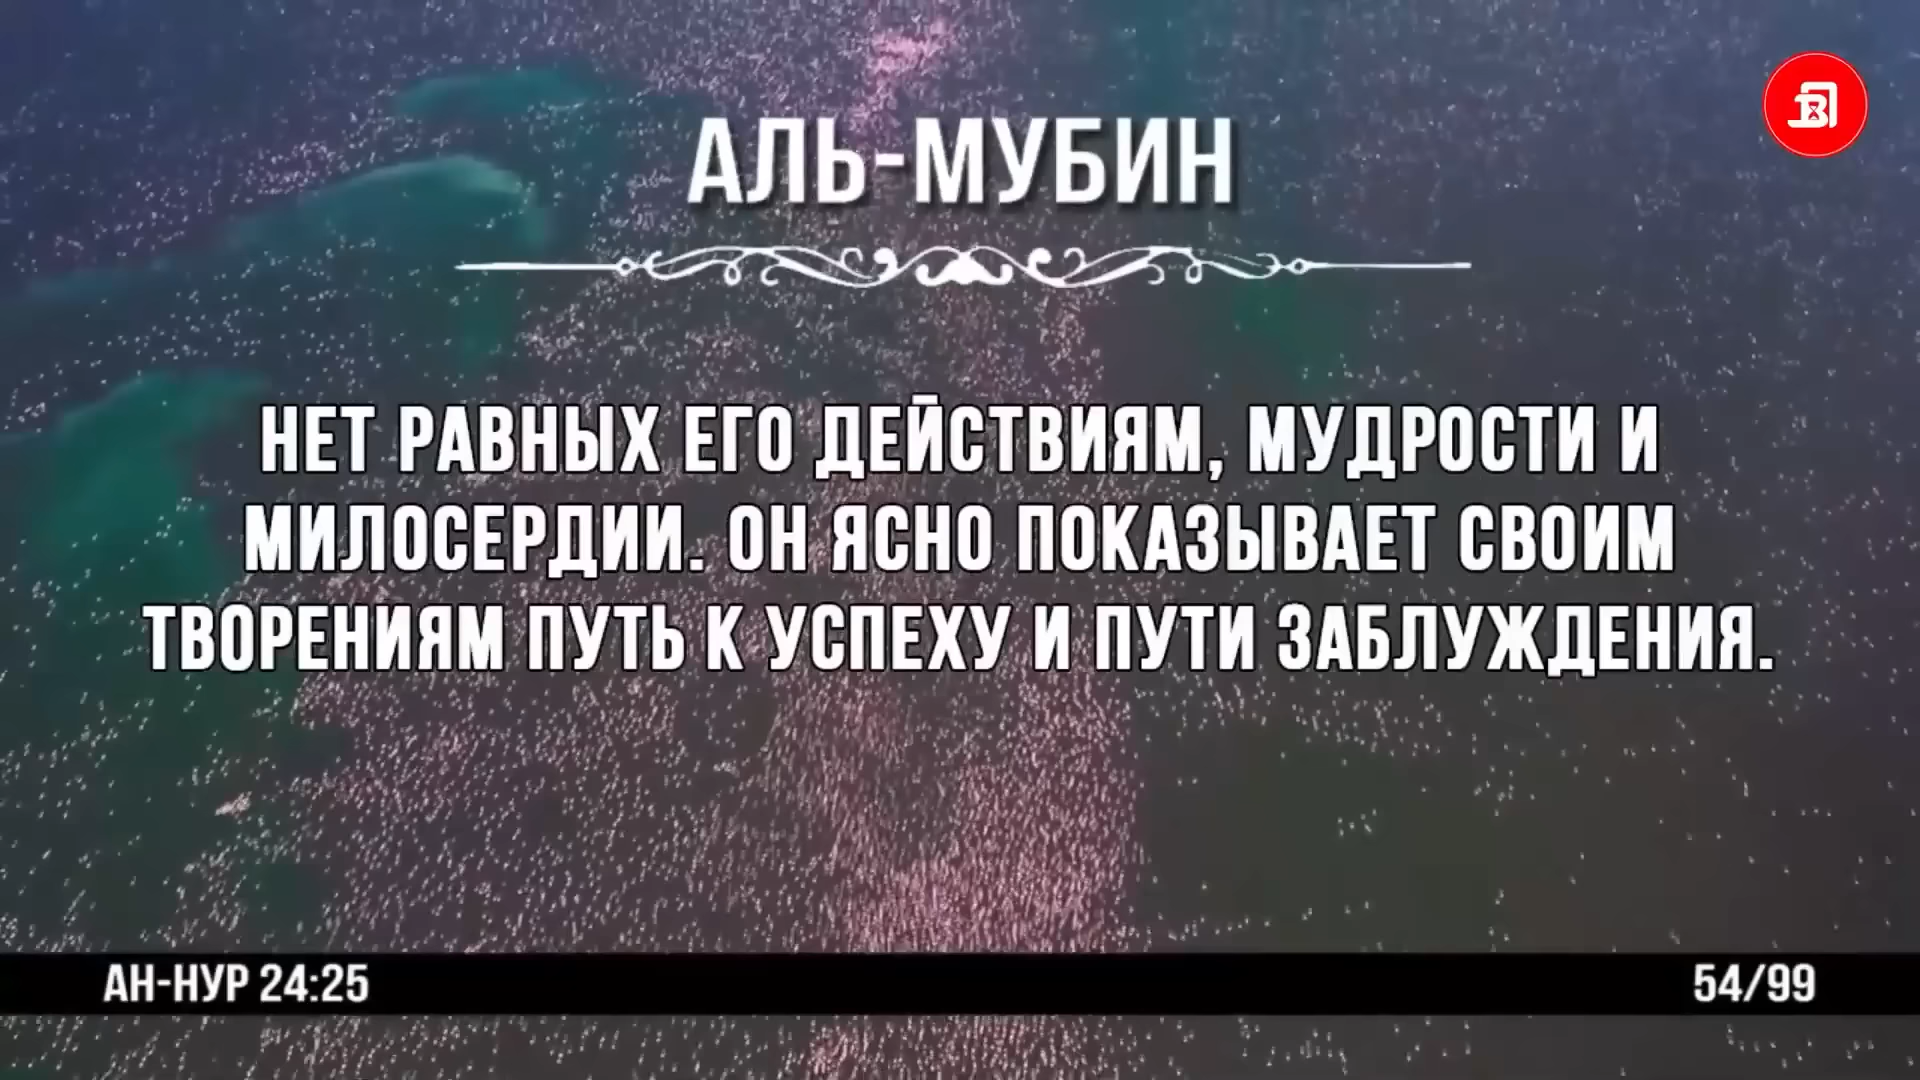 АЛЬ-МУБИН
НЕТ РАВНЫХ ЕГО ДЕЙСТВИЯМ, МУДРОСТИ И
МИЛОСЕРДИИ. ОН ЯСНО ПОКАЗЫВАЕТ СВОИМ
ТВОРЕНИЯМ ПУТЬ К УСПЕХУ И ПУТИ ЗАБЛУЖДЕНИЯ.
АН-НУР 24:25
54/99